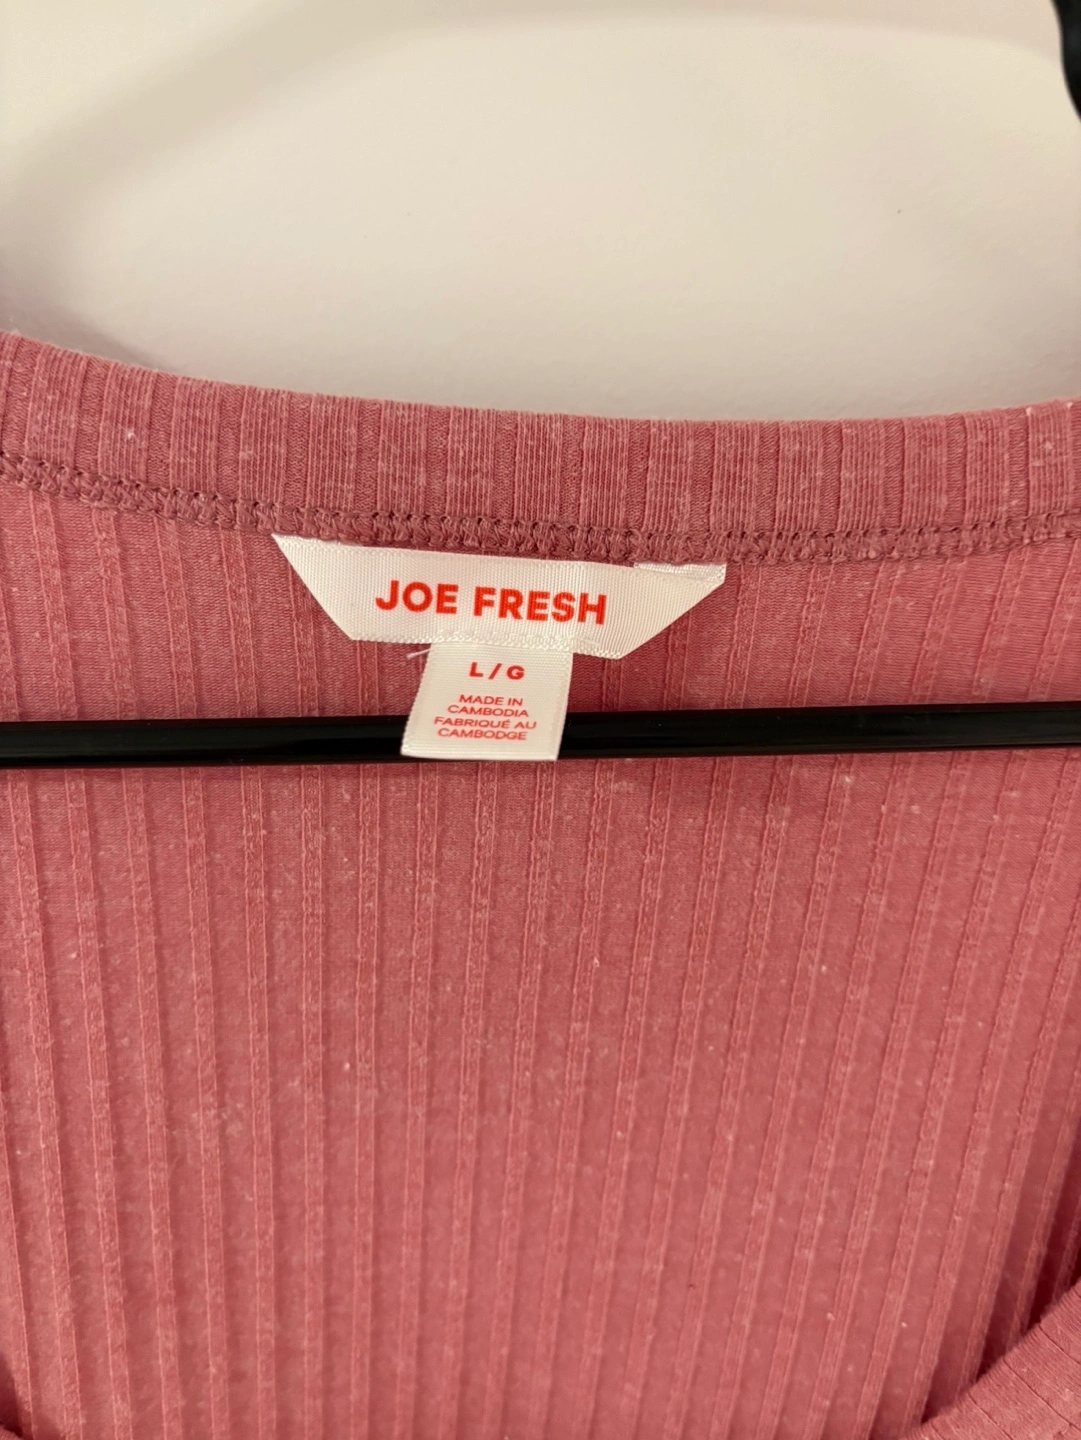 JOE FRESH
L / G
MADE IN
CAMBODIA
FABRIQUÉ AU
CAMBODGE